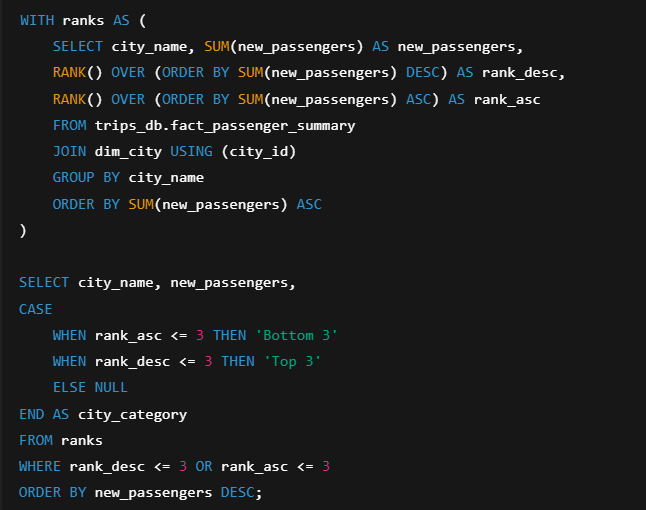 WITH ranks AS (
    SELECT city_name, SUM(new_passengers) AS new_passengers,
    RANK() OVER (ORDER BY SUM(new_passengers) DESC) AS rank_desc,
    RANK() OVER (ORDER BY SUM(new_passengers) ASC) AS rank_asc
    FROM trips_db.fact_passenger_summary
    JOIN dim_city USING (city_id)
    GROUP BY city_name
    ORDER BY SUM(new_passengers) ASC
)

SELECT city_name, new_passengers,
CASE
    WHEN rank_asc <= 3 THEN 'Bottom 3'
    WHEN rank_desc <= 3 THEN 'Top 3'
    ELSE NULL
END AS city_category
FROM ranks
WHERE rank_desc <= 3 OR rank_asc <= 3
ORDER BY new_passengers DESC;